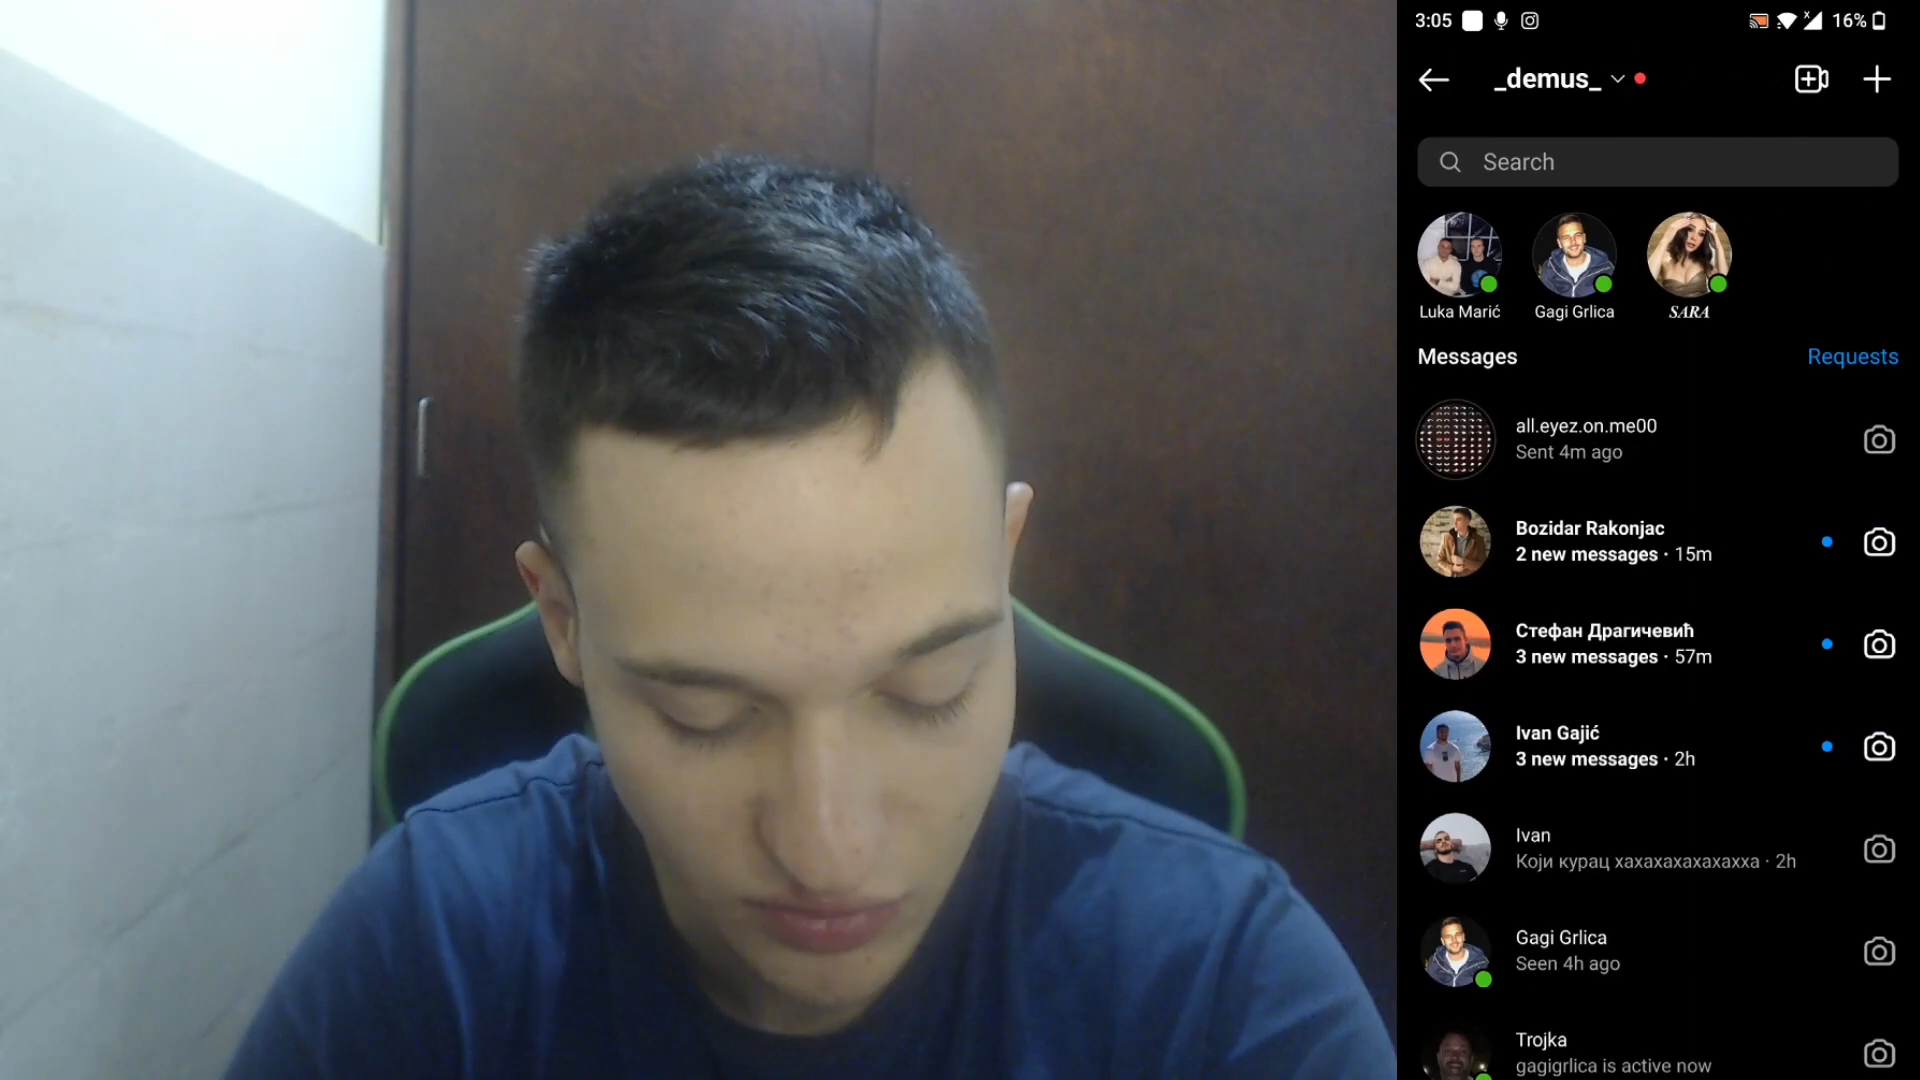 3:05
16%
_demus_
Search
Luka Marić
Gagi Grlica
SARA
Messages
Requests
all.eyez.on.me00
Sent 4m ago
Bozidar Rakonjac
2 new messages · 15m
Стефан Драгичевић
3 new messages · 57m
Ivan Gajić
3 new messages · 2h
Ivan
Који курац хахахахахахахха · 2h
Gagi Grlica
Seen 4h ago
Trojka
gagigrlica is active now